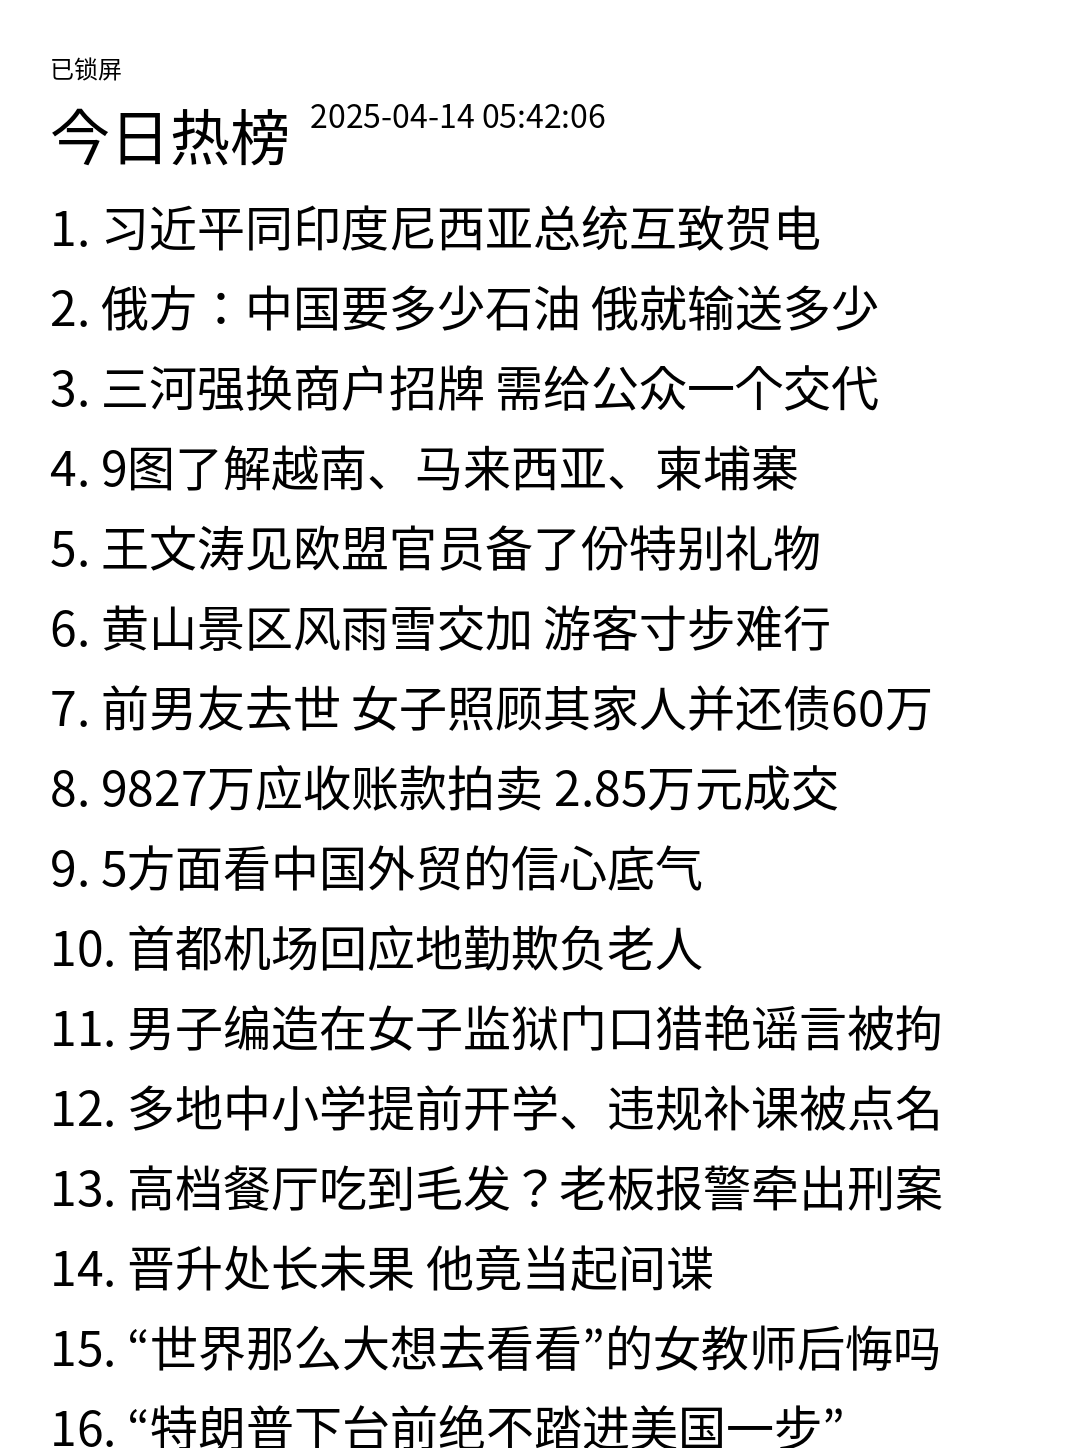 已锁屏
今日热榜 2025-04-14 05:42:06
1. 习近平同印度尼西亚总统互致贺电
2. 俄方：中国要多少石油 俄就输送多少
3. 三河强换商户招牌 需给公众一个交代
4. 9图了解越南、马来西亚、柬埔寨
5. 王文涛见欧盟官员备了份特别礼物
6. 黄山景区风雨雪交加 游客寸步难行
7. 前男友去世 女子照顾其家人并还债60万
8. 9827万应收账款拍卖 2.85万元成交
9. 5方面看中国外贸的信心底气
10. 首都机场回应地勤欺负老人
11. 男子编造在女子监狱门口猎艳谣言被拘
12. 多地中小学提前开学、违规补课被点名
13. 高档餐厅吃到毛发？老板报警牵出刑案
14. 晋升处长未果 他竟当起间谍
15. “世界那么大想去看看”的女教师后悔吗
16. “特朗普下台前绝不踏进美国一步”